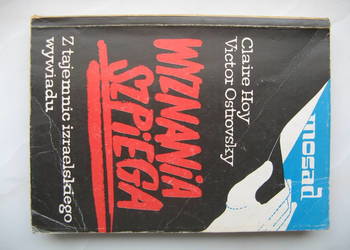 mosad
Claire Hoy
Victor Ostrovsky
WYZNANIA
SZPIEGA
Z tajemnic izraelskiego
wywiadu